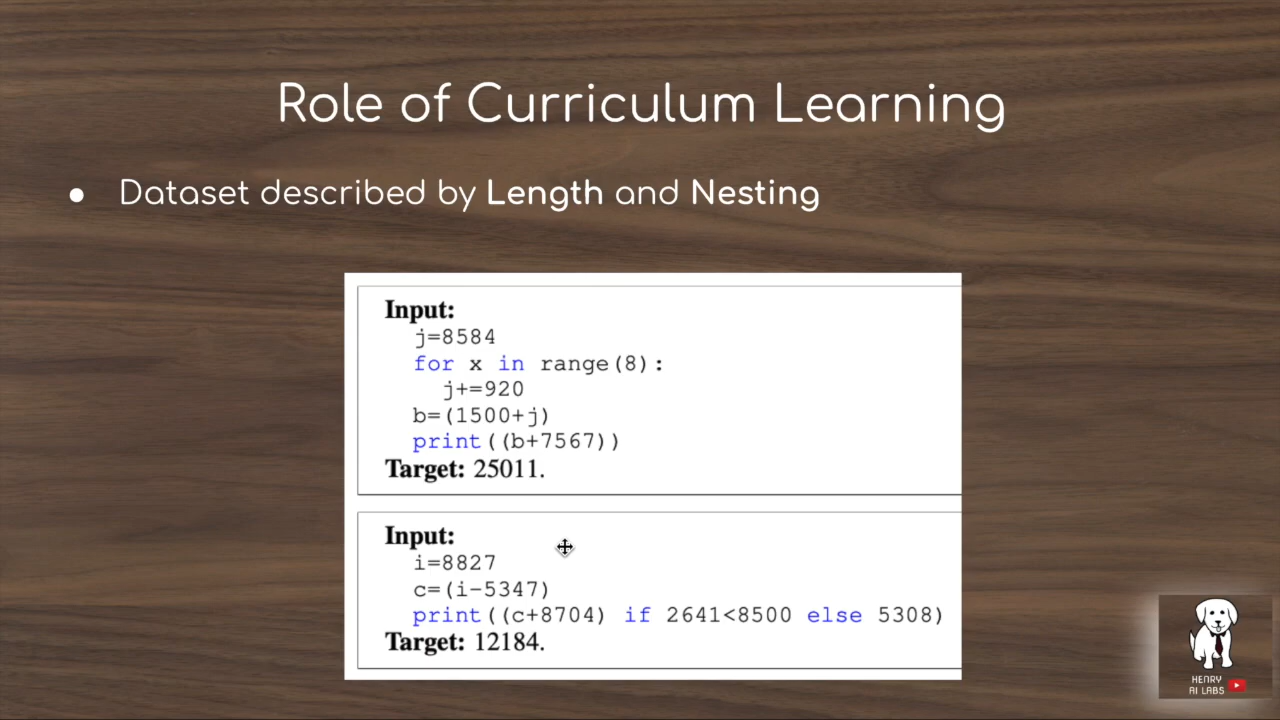 Role of Curriculum Learning
● Dataset described by Length and Nesting
Input:
j=8584
for x in range(8):
j+=920
b=(1500+j)
print((b+7567))
Target: 25011.
Input:
i=8827
c=(i-5347)
print((c+8704) if 2641<8500 else 5308)
Target: 12184.
HENRY
AI LABS